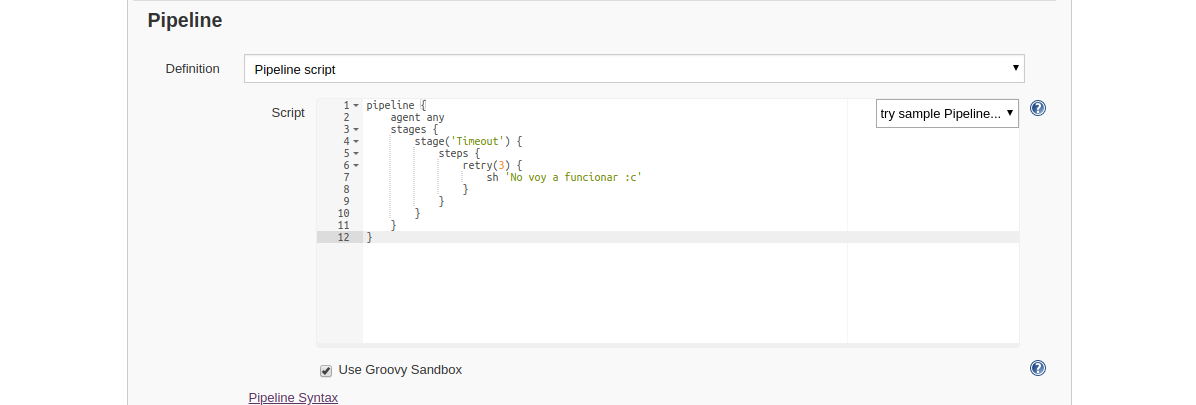 Pipeline
Definition
Pipeline script
Script
try sample Pipeline...
1 pipeline {
2 agent any
3 stages {
4 stage('Timeout') {
5 steps {
6 retry(3) {
7 sh 'No voy a funcionar :c'
8 }
9 }
10 }
11 }
12 }
Use Groovy Sandbox
Pipeline Syntax